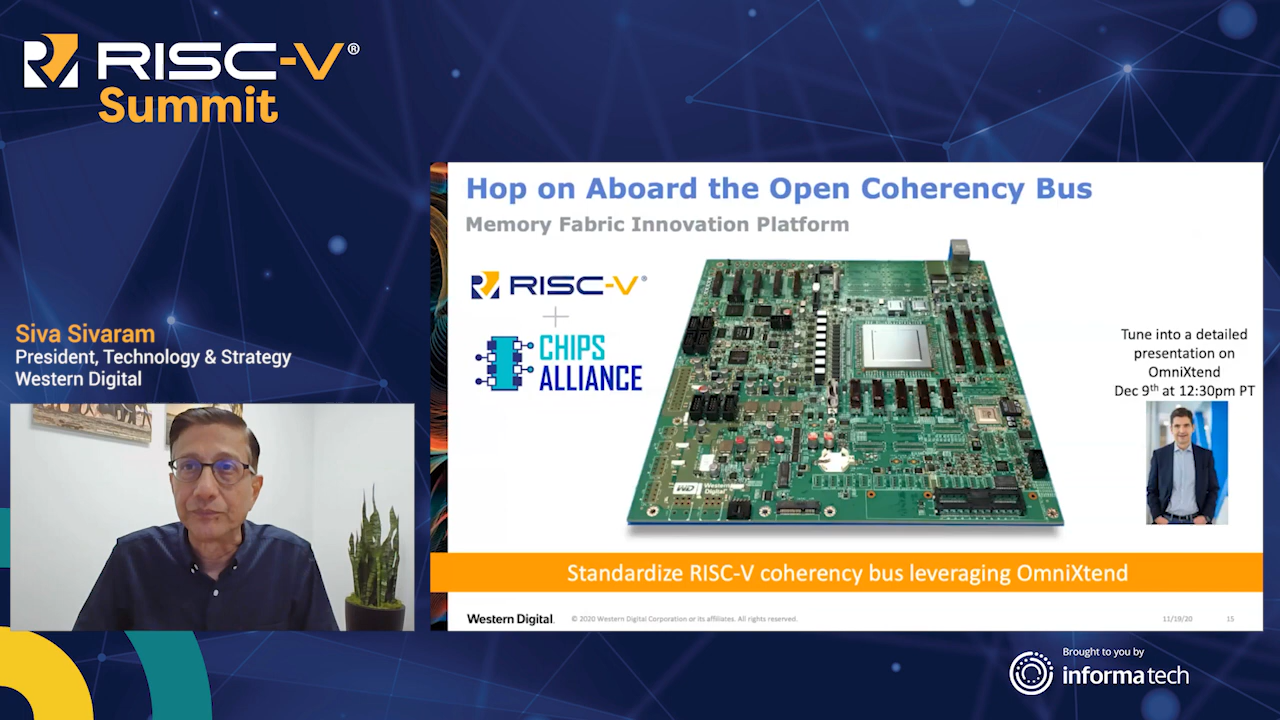 RISC-V®
Summit
Siva Sivaram
President, Technology & Strategy
Western Digital
Hop on Aboard the Open Coherency Bus
Memory Fabric Innovation Platform
RISC-V®
+
CHIPS
ALLIANCE
WD Western
Digital
Tune into a detailed
presentation on
OmniXtend
Dec 9th at 12:30pm PT
Standardize RISC-V coherency bus leveraging OmniXtend
Western Digital.
© 2020 Western Digital Corporation or its affiliates. All rights reserved.
11/19/20
15
Brought to you by
informa tech